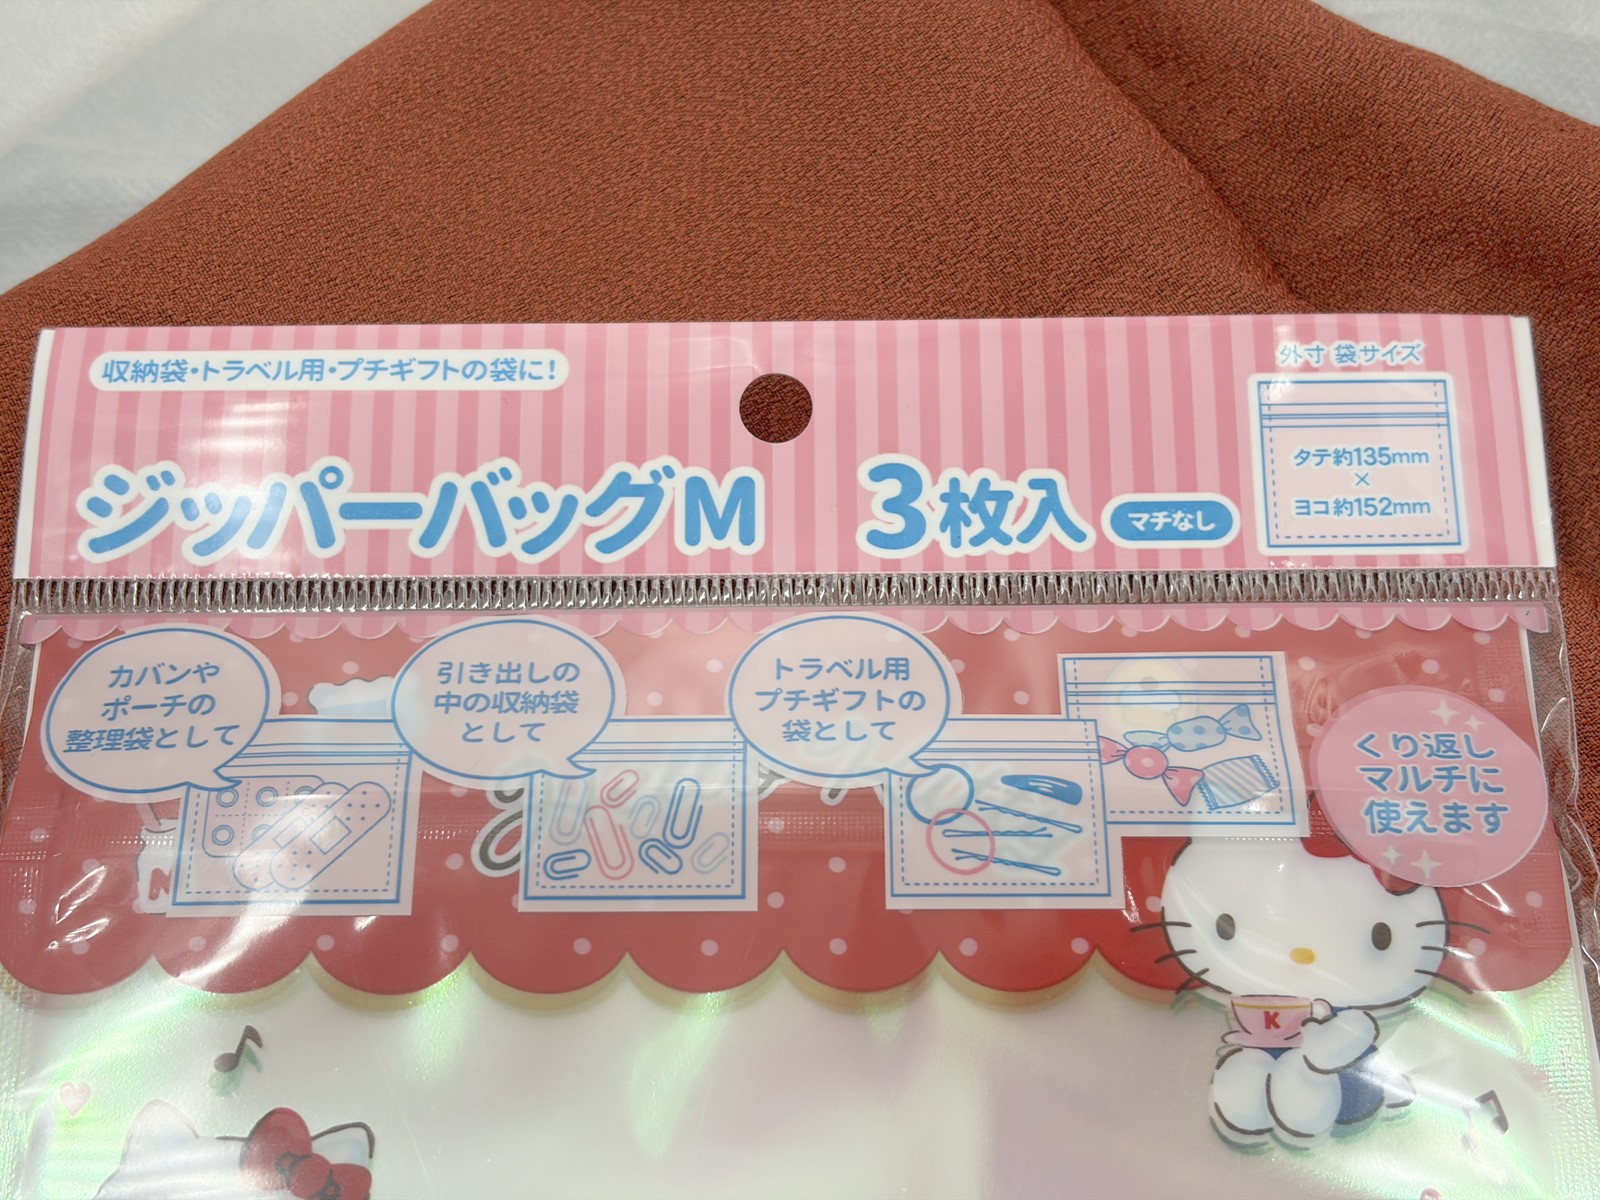 収納袋・トラベル用・プチギフトの袋に!
ジッパーバッグM 3枚入 マチなし
外寸 袋サイズ
タテ約135mm
×
ヨコ約152mm
カバンや
ポーチの
整理袋として
引き出しの
中の収納袋
として
トラベル用
プチギフトの
袋として
くり返し
マルチに
使えます
K